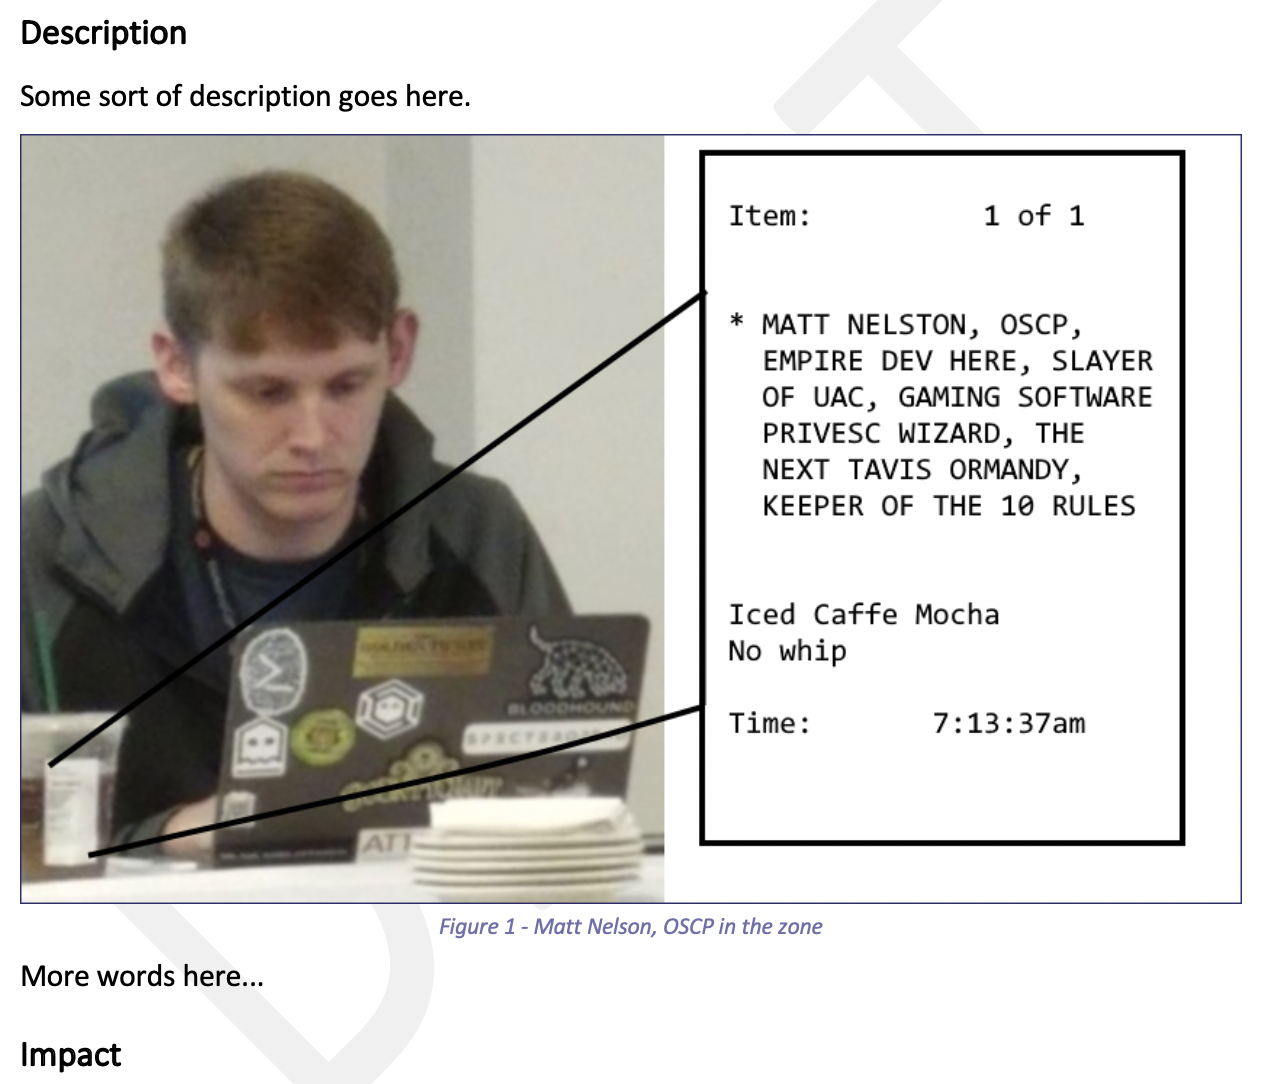 Description
Some sort of description goes here.
Item: 1 of 1
* MATT NELSTON, OSCP,
EMPIRE DEV HERE, SLAYER
OF UAC, GAMING SOFTWARE
PRIVESC WIZARD, THE
NEXT TAVIS ORMANDY,
KEEPER OF THE 10 RULES
Iced Caffe Mocha
No whip
Time: 7:13:37am
BLOODHOUND
ATT
Figure 1 - Matt Nelson, OSCP in the zone
More words here...
Impact